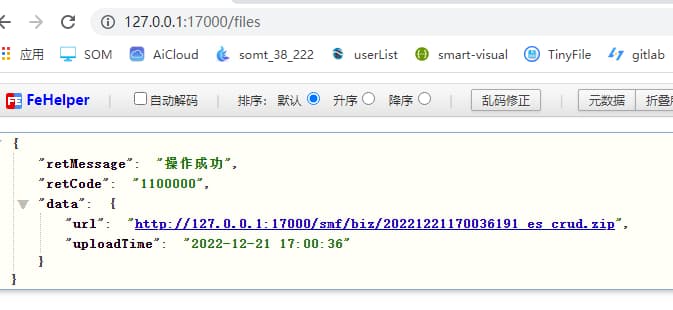 127.0.0.1:17000/files
应用 SOM AiCloud somt_38_222 userList smart-visual TinyFile gitlab
FeHelper 自动解码 排序: 默认 升序 降序 乱码修正 元数据
{
"retMessage": "操作成功",
"retCode": "1100000",
"data": {
"url": "http://127.0.0.1:17000/smf/biz/20221221170036191_es_crud.zip",
"uploadTime": "2022-12-21 17:00:36"
}
}